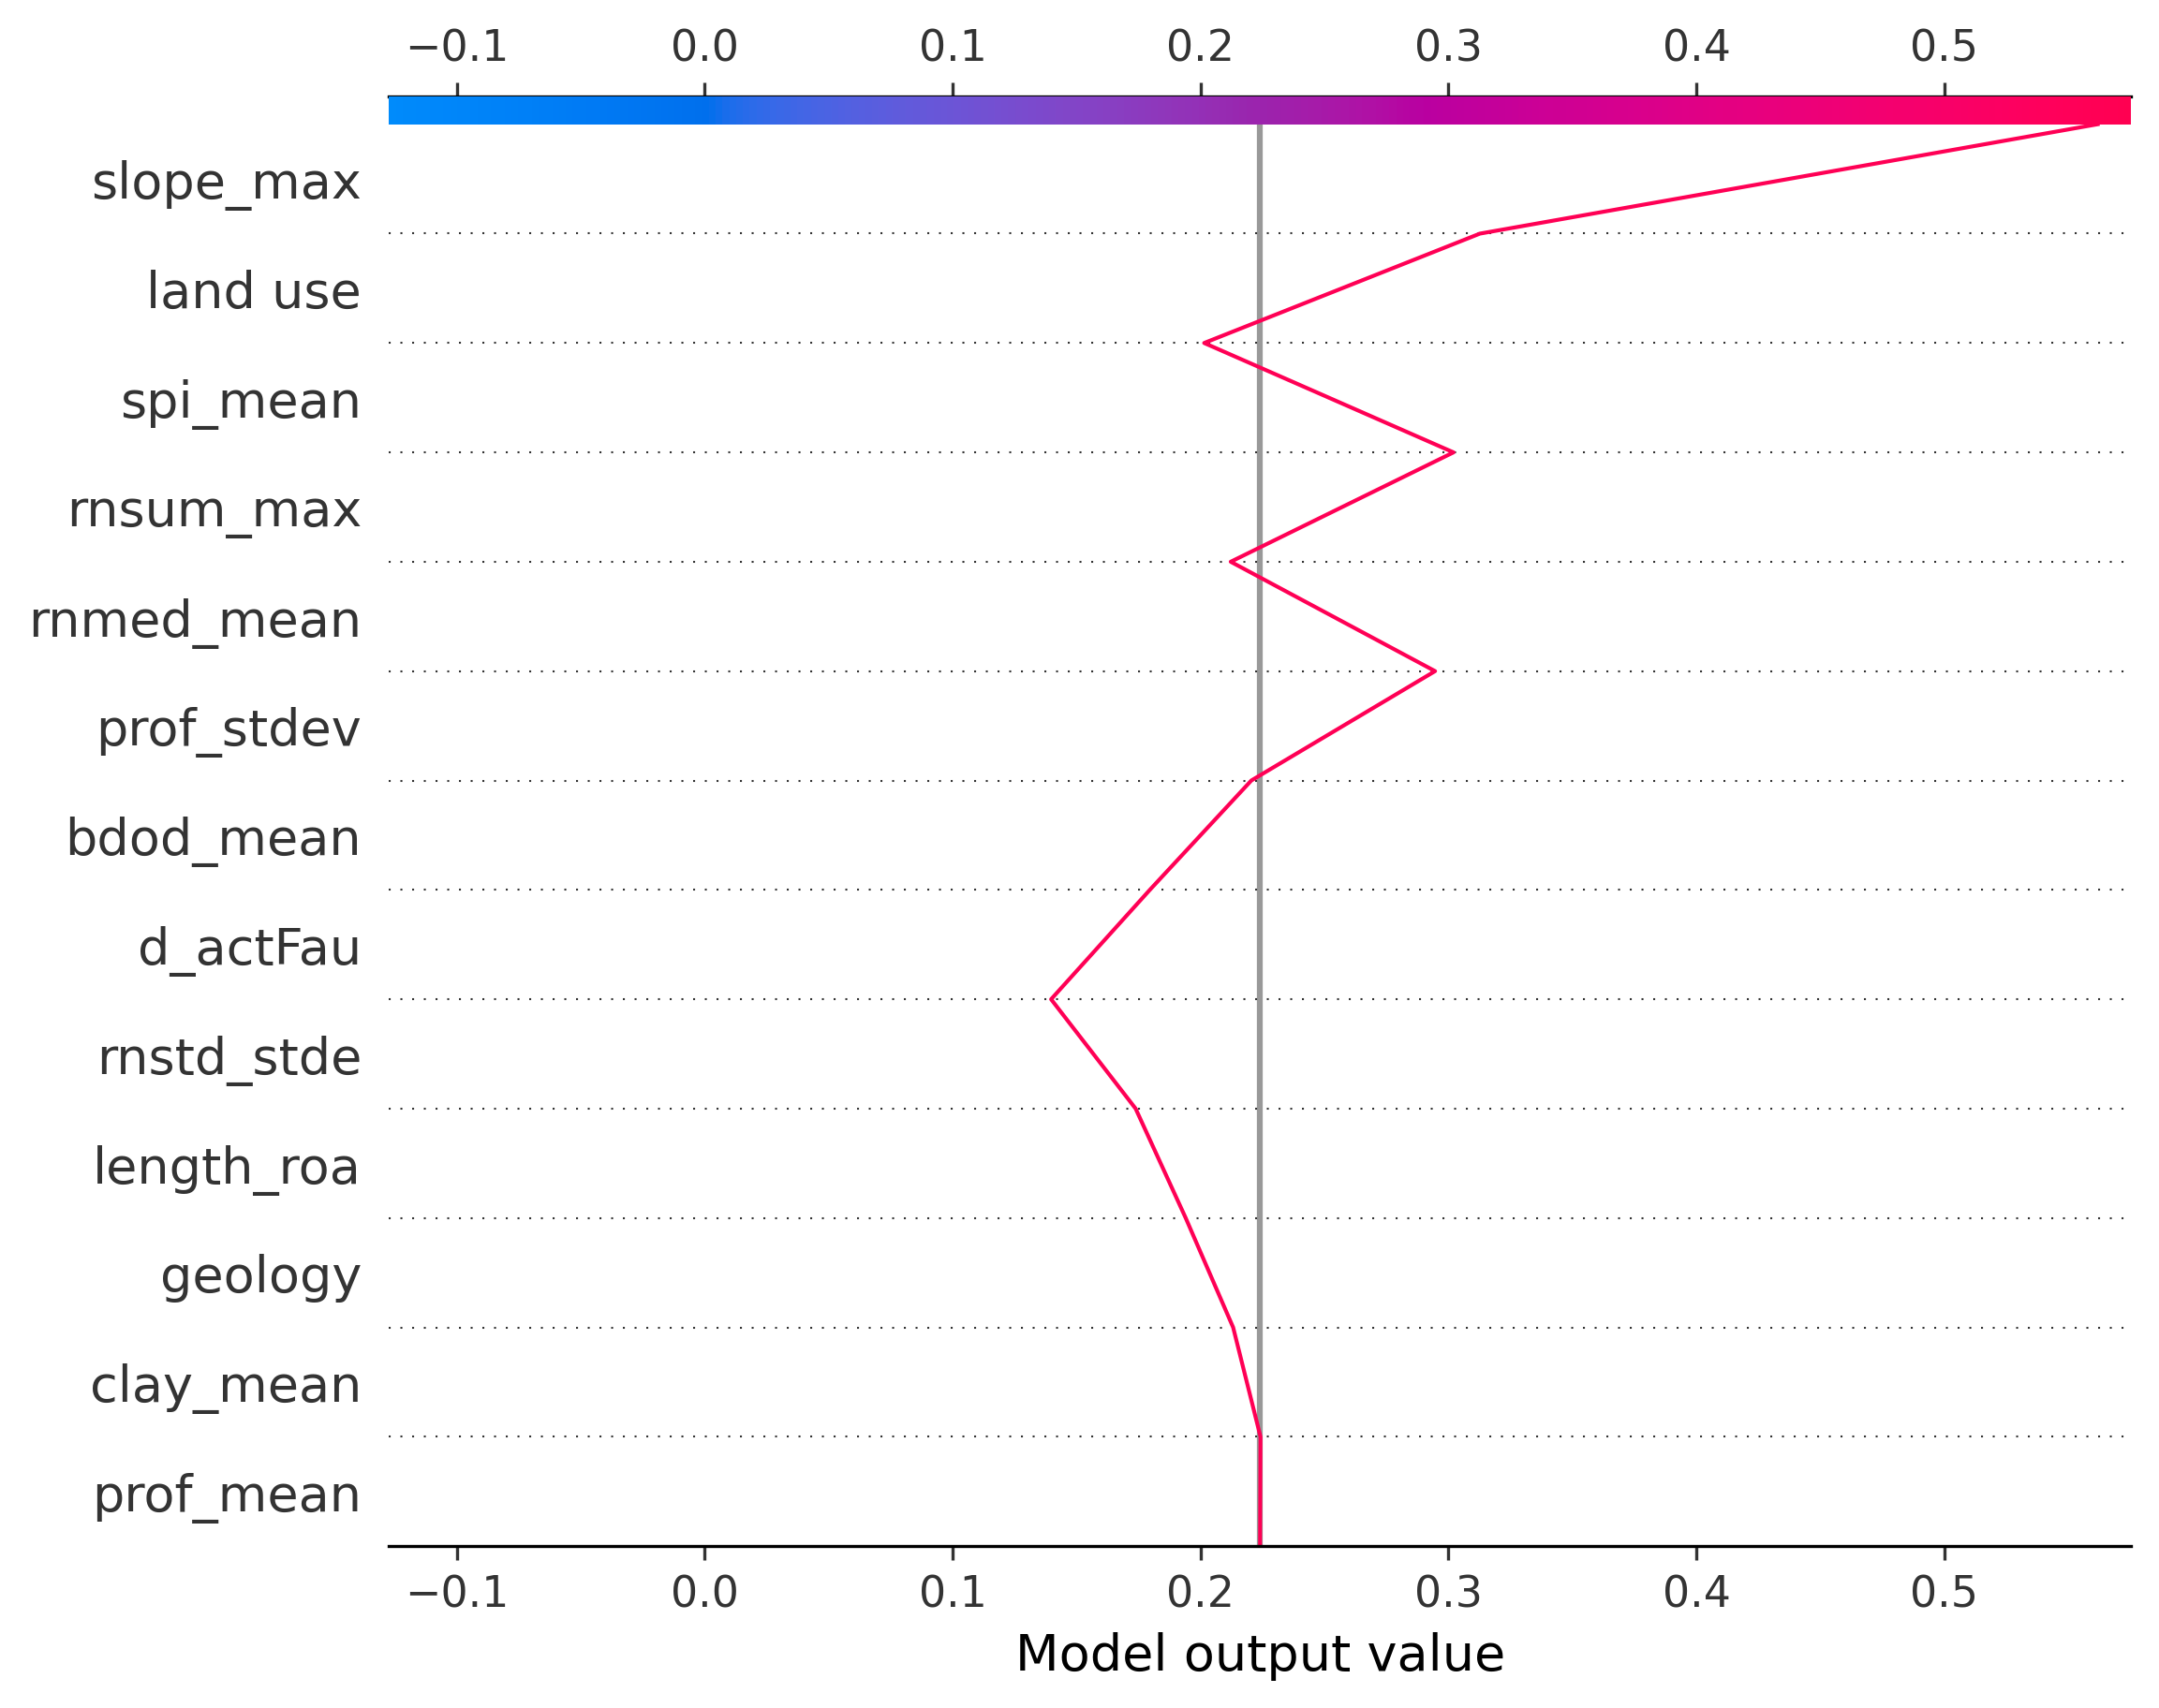 −0.1 0.0 0.1 0.2 0.3 0.4 0.5
slope_max
land use
spi_mean
rnsum_max
rnmed_mean
prof_stdev
bdod_mean
d_actFau
rnstd_stde
length_roa
geology
clay_mean
prof_mean
−0.1 0.0 0.1 0.2 0.3 0.4 0.5
Model output value